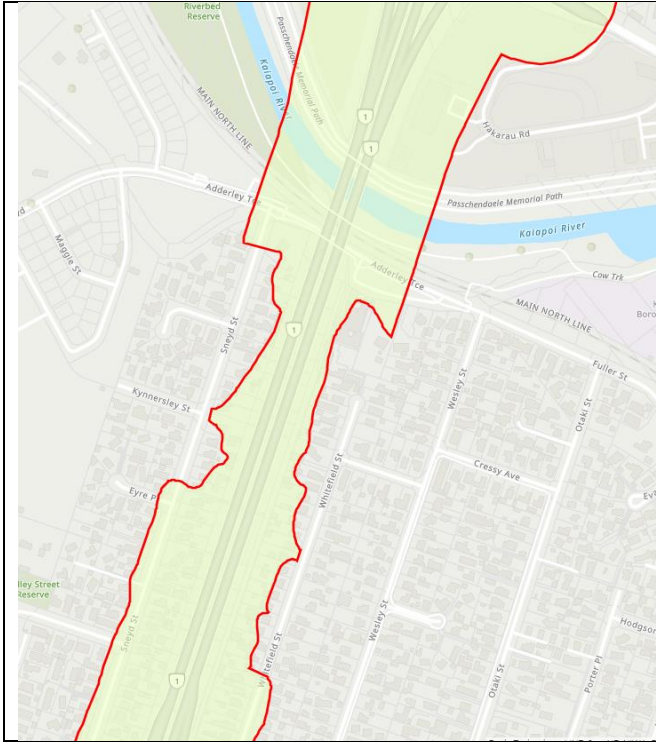 Riverbed
Reserve
Passchendaele Memorial Path
Kaiapoi River
MAIN NORTH LINE
1
1
Hakarau Rd
Adderley Tce
Passchendaele Memorial Path
Kaiapoi River
Maggie St
Adderley Tce
Cow Trk
MAIN NORTH LINE
Sneyd St
1
Fuller St
Kynnersley St
Wesley St
Otaki St
Whitefield St
Cressy Ave
Eyre P
lley Street
Reserve
Sneyd St
Wesley St
Hodgson
Whitefield St
Otaki St
Porter Pl
1